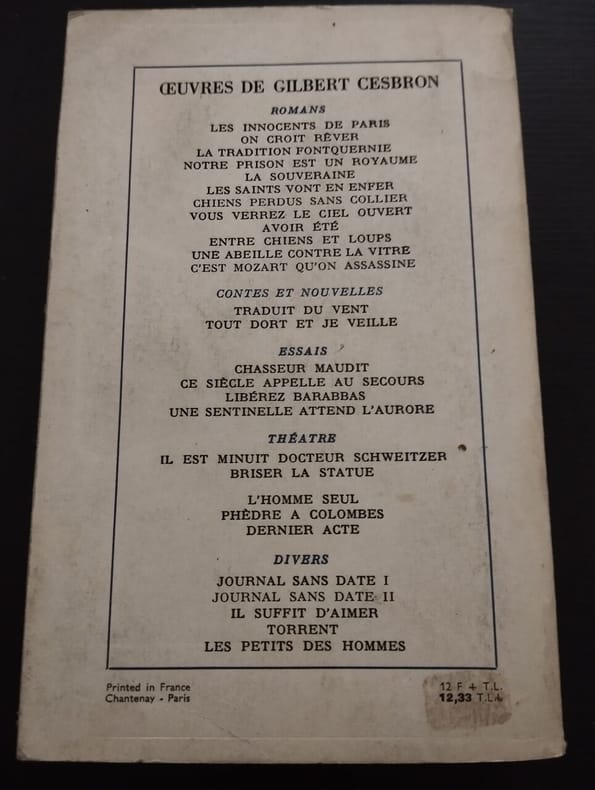 ŒUVRES DE GILBERT CESBRON
ROMANS
LES INNOCENTS DE PARIS
ON CROIT RÊVER
LA TRADITION FONTQUERNIE
NOTRE PRISON EST UN ROYAUME
LA SOUVERAINE
LES SAINTS VONT EN ENFER
CHIENS PERDUS SANS COLLIER
VOUS VERREZ LE CIEL OUVERT
AVOIR ÉTÉ
ENTRE CHIENS ET LOUPS
UNE ABEILLE CONTRE LA VITRE
C'EST MOZART QU'ON ASSASSINE
CONTES ET NOUVELLES
TRADUIT DU VENT
TOUT DORT ET JE VEILLE
ESSAIS
CHASSEUR MAUDIT
CE SIÈCLE APPELLE AU SECOURS
LIBÉREZ BARABBAS
UNE SENTINELLE ATTEND L'AURORE
THÉATRE
IL EST MINUIT DOCTEUR SCHWEITZER
BRISER LA STATUE
L'HOMME SEUL
PHÈDRE A COLOMBES
DERNIER ACTE
DIVERS
JOURNAL SANS DATE I
JOURNAL SANS DATE II
IL SUFFIT D'AIMER
TORRENT
LES PETITS DES HOMMES
Printed in France
Chantenay - Paris
12 F + T.L.
12,33 T.L.I.